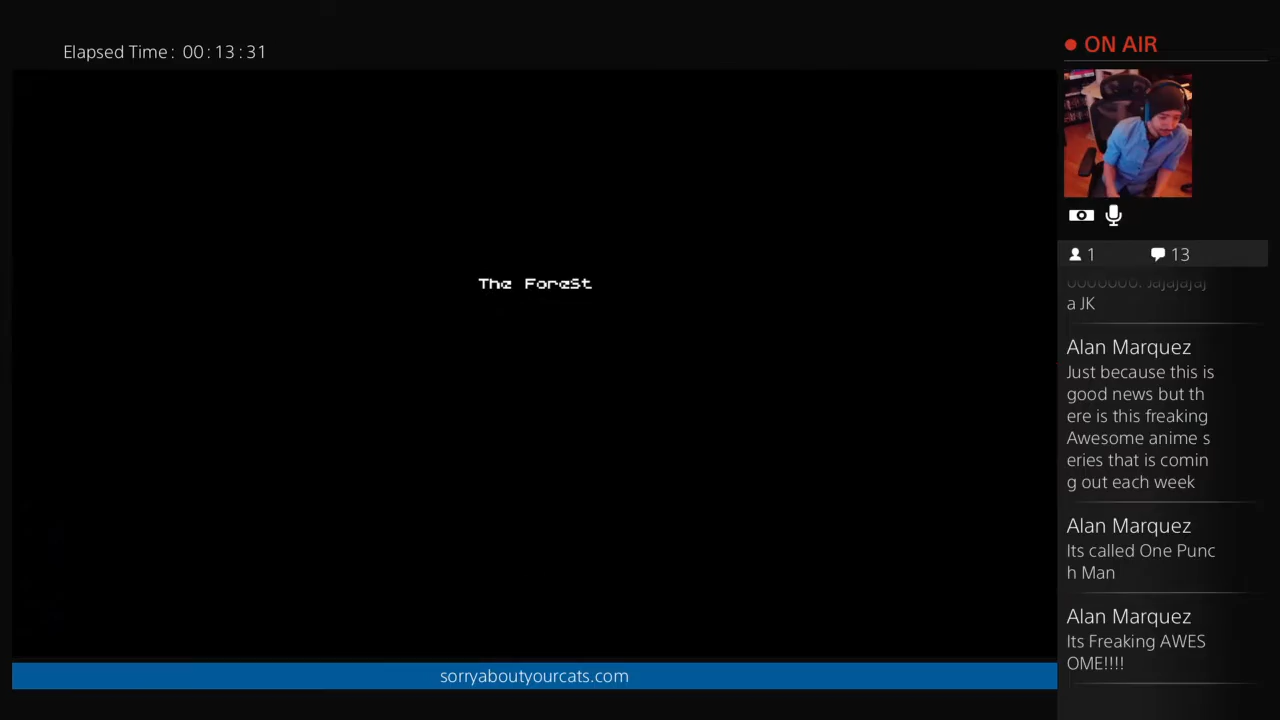 Elapsed Time: 00:13:31
ON AIR
The ForeSt
1 13
a JK
Alan Marquez
Just because this is
good news but th
ere is this freaking
Awesome anime s
eries that is comin
g out each week
Alan Marquez
Its called One Punc
h Man
Alan Marquez
Its Freaking AWES
OME!!!!
sorryaboutyourcats.com